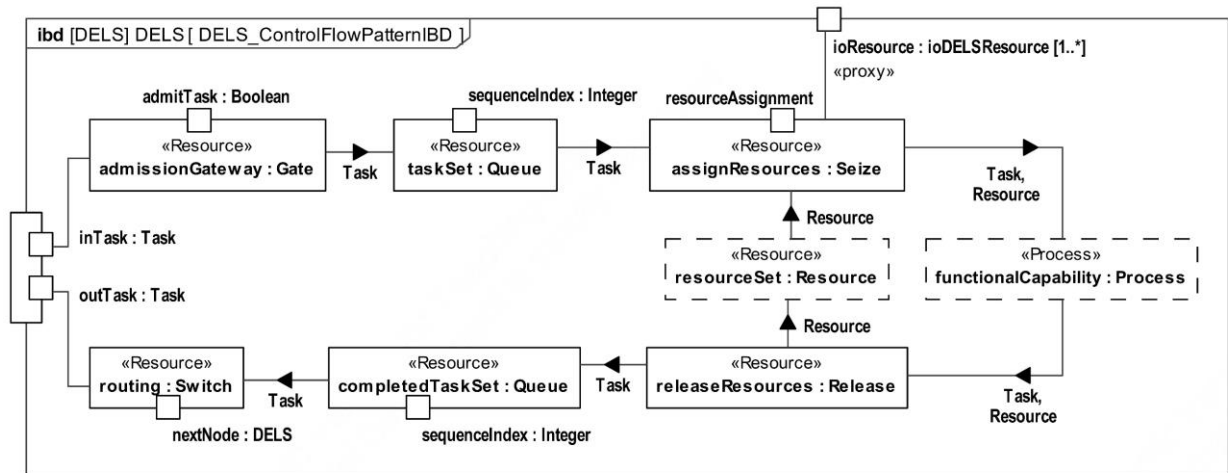 ibd [DELS] DELS [ DELS_ControlFlowPatternIBD ]
ioResource : ioDELSResource [1..*]
«proxy»
admitTask : Boolean
sequenceIndex : Integer
resourceAssignment
«Resource»
admissionGateway : Gate
Task
«Resource»
taskSet : Queue
Task
«Resource»
assignResources : Seize
Task,
Resource
Resource
inTask : Task
«Resource»
resourceSet : Resource
«Process»
functionalCapability : Process
outTask : Task
Resource
«Resource»
routing : Switch
Task
«Resource»
completedTaskSet : Queue
Task
«Resource»
releaseResources : Release
Task,
Resource
nextNode : DELS
sequenceIndex : Integer